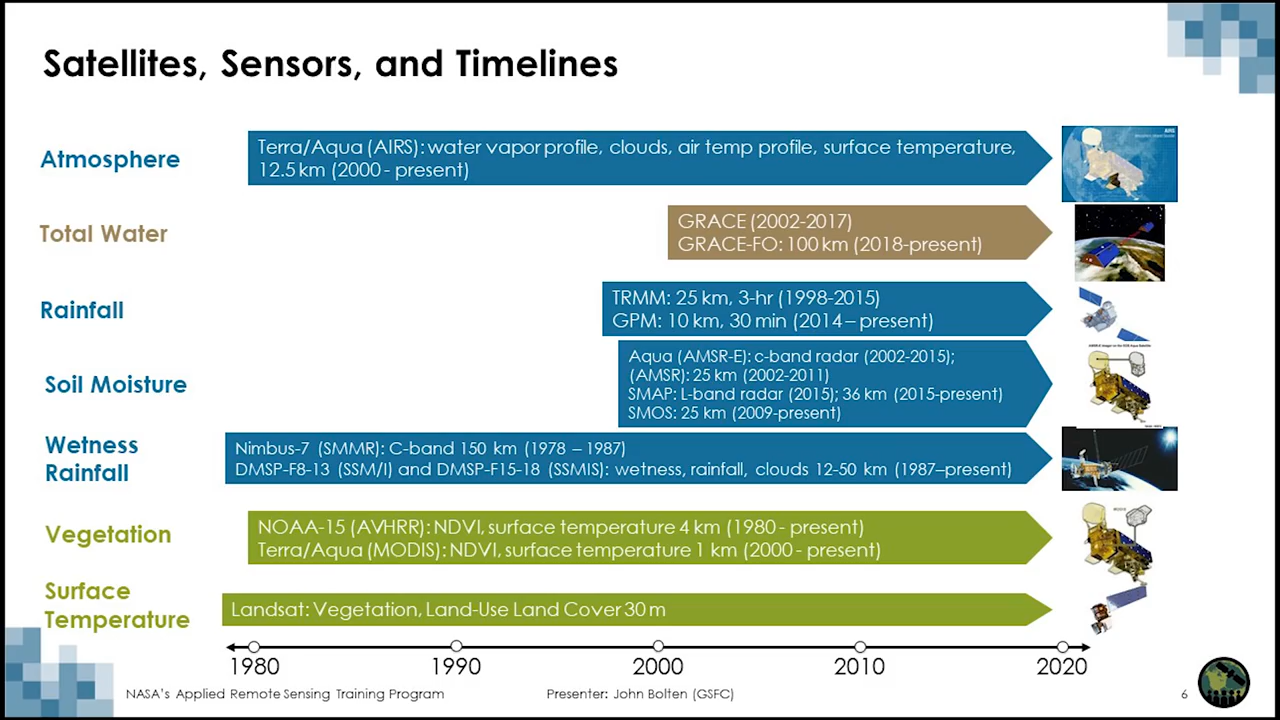 Satellites, Sensors, and Timelines
Atmosphere
Terra/Aqua (AIRS): water vapor profile, clouds, air temp profile, surface temperature,
12.5 km (2000 - present)
Total Water
GRACE (2002-2017)
GRACE-FO: 100 km (2018-present)
Rainfall
TRMM: 25 km, 3-hr (1998-2015)
GPM: 10 km, 30 min (2014 – present)
Soil Moisture
Aqua (AMSR-E): c-band radar (2002-2015);
(AMSR): 25 km (2002-2011)
SMAP: L-band radar (2015); 36 km (2015-present)
SMOS: 25 km (2009-present)
Wetness
Rainfall
Nimbus-7 (SMMR): C-band 150 km (1978 – 1987)
DMSP-F8-13 (SSM/I) and DMSP-F15-18 (SSMIS): wetness, rainfall, clouds 12-50 km (1987–present)
Vegetation
NOAA-15 (AVHRR): NDVI, surface temperature 4 km (1980 - present)
Terra/Aqua (MODIS): NDVI, surface temperature 1 km (2000 - present)
Surface
Temperature
Landsat: Vegetation, Land-Use Land Cover 30 m
1980 1990 2000 2010 2020
NASA's Applied Remote Sensing Training Program
Presenter: John Bolten (GSFC)
6
AIRS